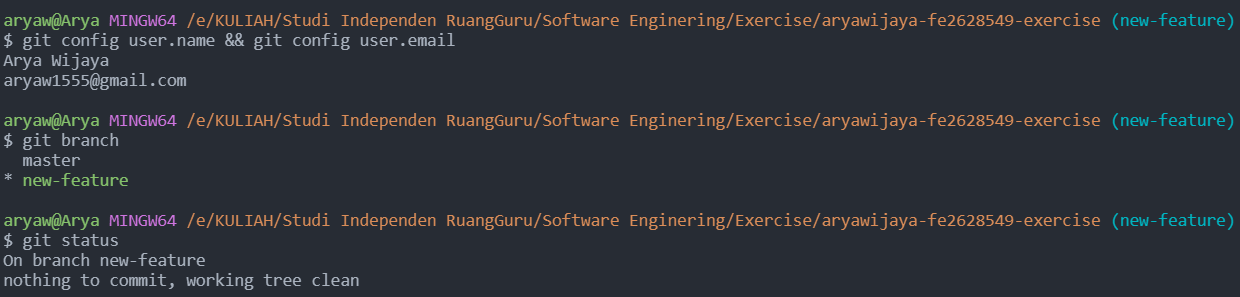 aryaw@Arya MINGW64 /e/KULIAH/Studi Independen RuangGuru/Software Enginering/Exercise/aryawijaya-fe2628549-exercise (new-feature)
$ git config user.name && git config user.email
Arya Wijaya
aryaw1555@gmail.com
aryaw@Arya MINGW64 /e/KULIAH/Studi Independen RuangGuru/Software Enginering/Exercise/aryawijaya-fe2628549-exercise (new-feature)
$ git branch
  master
* new-feature
aryaw@Arya MINGW64 /e/KULIAH/Studi Independen RuangGuru/Software Enginering/Exercise/aryawijaya-fe2628549-exercise (new-feature)
$ git status
On branch new-feature
nothing to commit, working tree clean